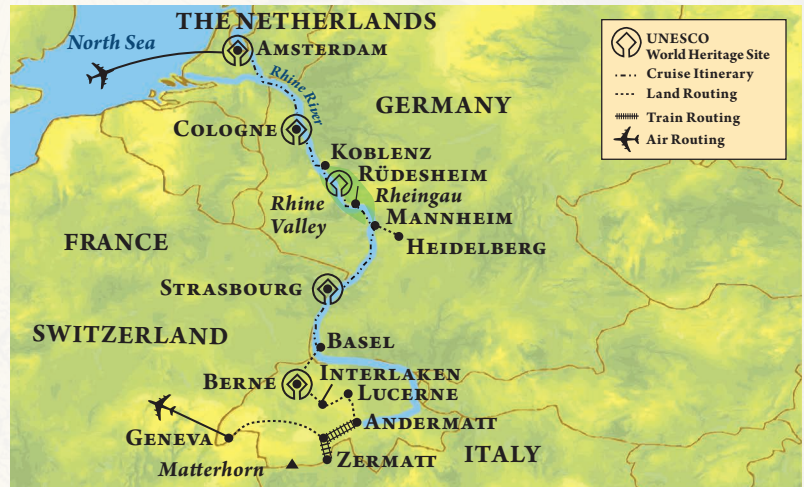 THE NETHERLANDS
North Sea
AMSTERDAM
Rhine River
GERMANY
COLOGNE
KOBLENZ
RÜDESHEIM
Rheingau
Rhine
Valley
MANNHEIM
HEIDELBERG
FRANCE
STRASBOURG
SWITZERLAND
BASEL
INTERLAKEN
BERNE
LUCERNE
ANDERMATT
GENEVA
ITALY
Matterhorn
ZERMATT
UNESCO
World Heritage Site
Cruise Itinerary
Land Routing
Train Routing
Air Routing